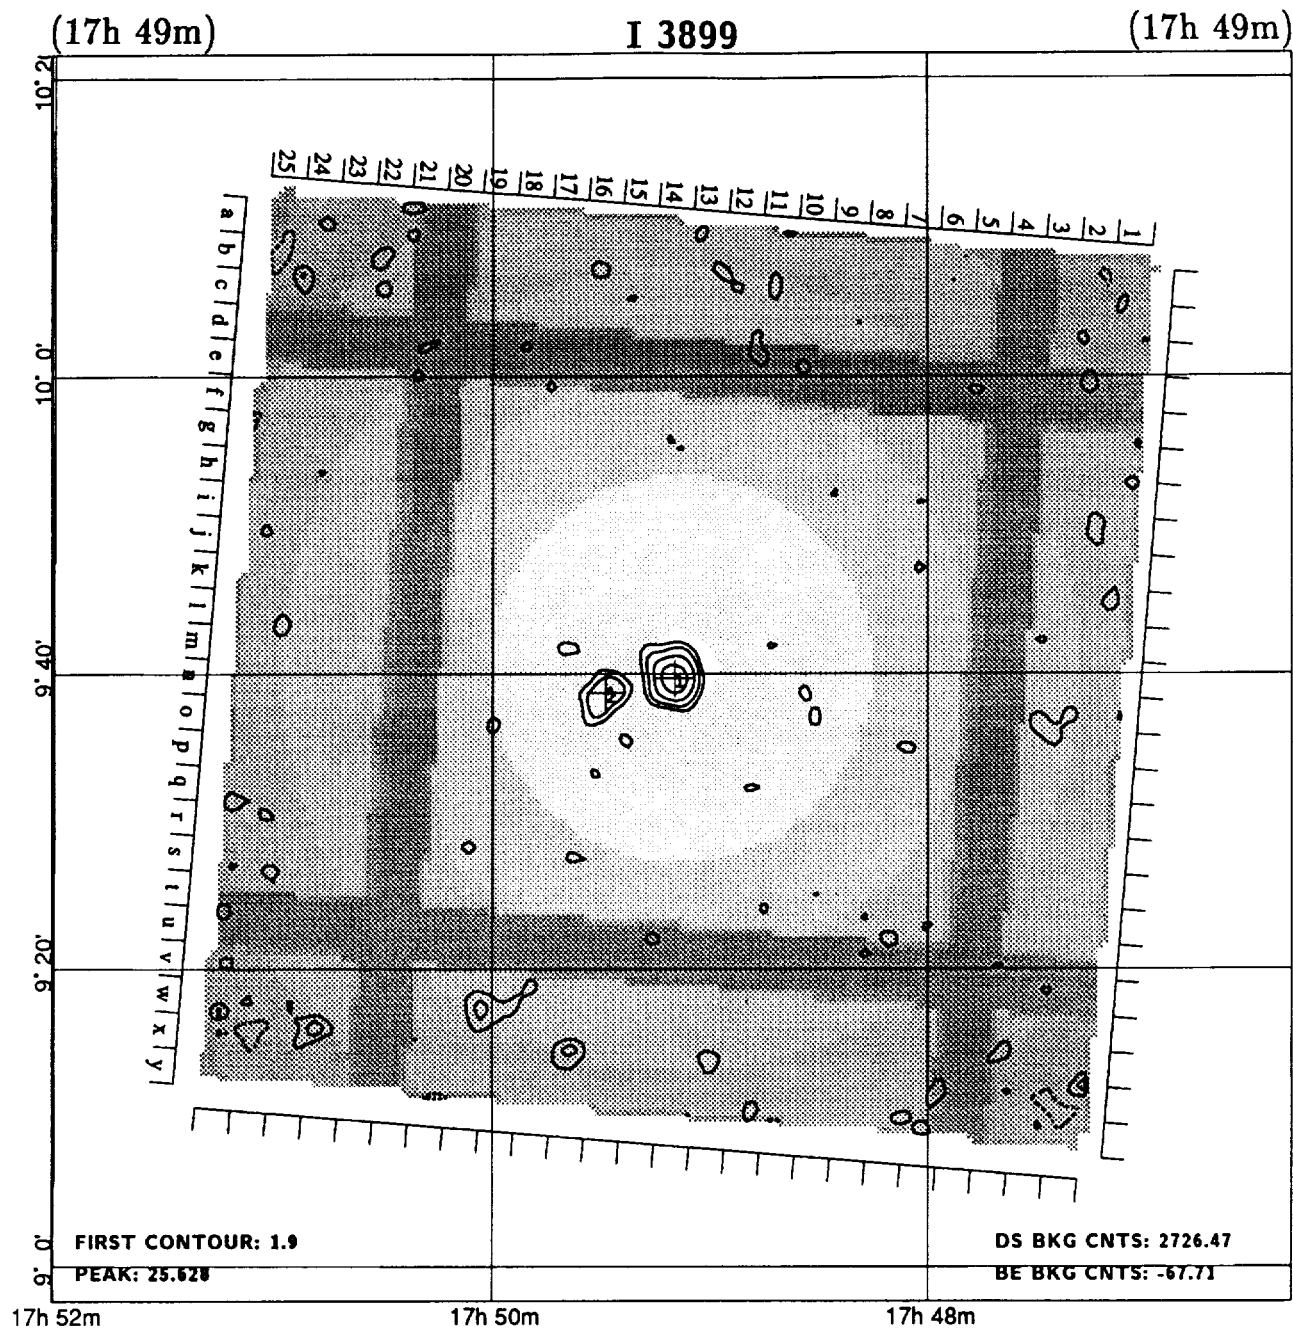 (17h 49m) I 3899 (17h 49m)
10° 2
25 24 23 22 21 20 19 18 17 16 15 14 13 12 11 10 9 8 7 6 5 4 3 2 1
a
b
c
d
e
10° 0'
f
g
h
i
j
k
l
m
9° 40'
n
o
p
q
r
s
t
u
v
9° 20'
w
x
y
FIRST CONTOUR: 1.9 DS BKG CNTS: 2726.47
9° 0'
PEAK: 25.628 BE BKG CNTS: -67.71
17h 52m 17h 50m 17h 48m